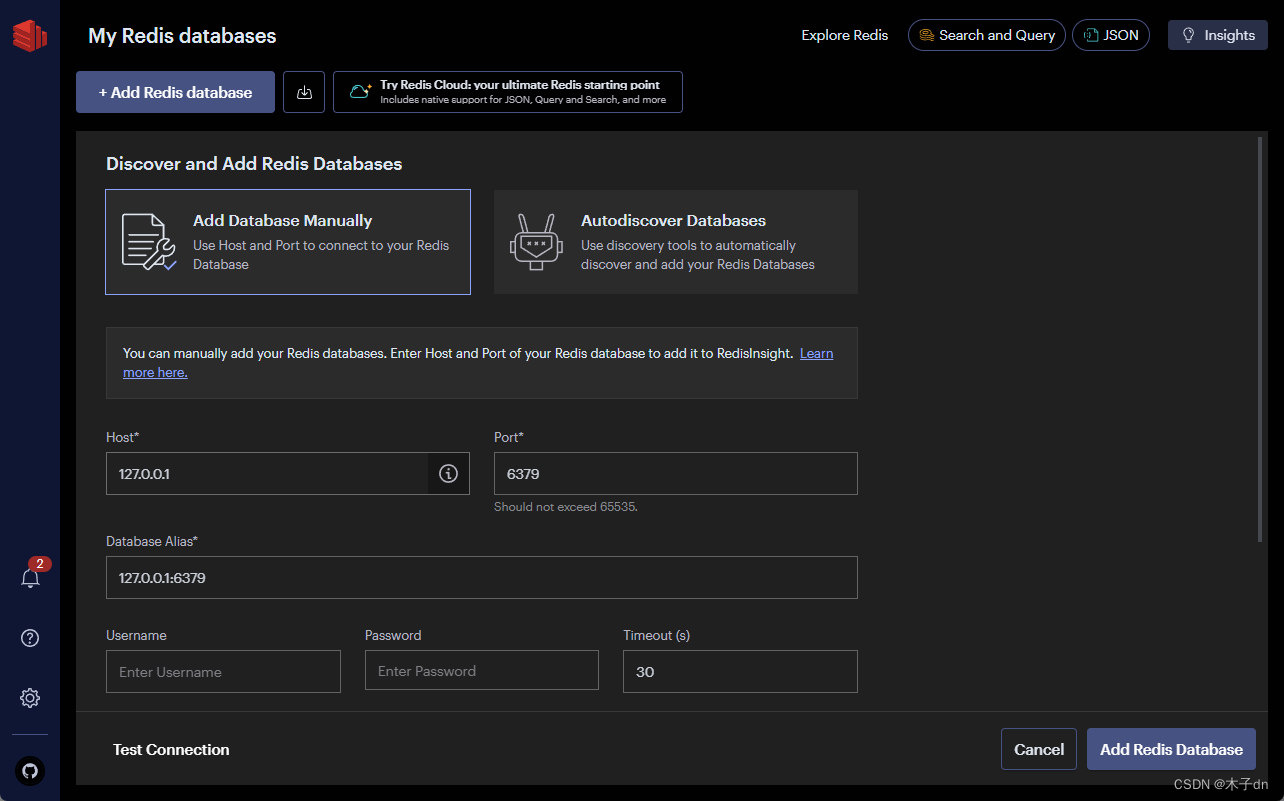 My Redis databases
Explore Redis
Search and Query
JSON
Insights
+ Add Redis database
Try Redis Cloud: your ultimate Redis starting point
Includes native support for JSON, Query and Search, and more
Discover and Add Redis Databases
Add Database Manually
Use Host and Port to connect to your Redis
Database
Autodiscover Databases
Use discovery tools to automatically
discover and add your Redis Databases
You can manually add your Redis databases. Enter Host and Port of your Redis database to add it to RedisInsight. Learn
more here.
Host*
Port*
127.0.0.1
6379
Should not exceed 65535.
Database Alias*
127.0.0.1:6379
Username
Password
Timeout (s)
Enter Username
Enter Password
30
2
Test Connection
Cancel
Add Redis Database
CSDN @木子dn